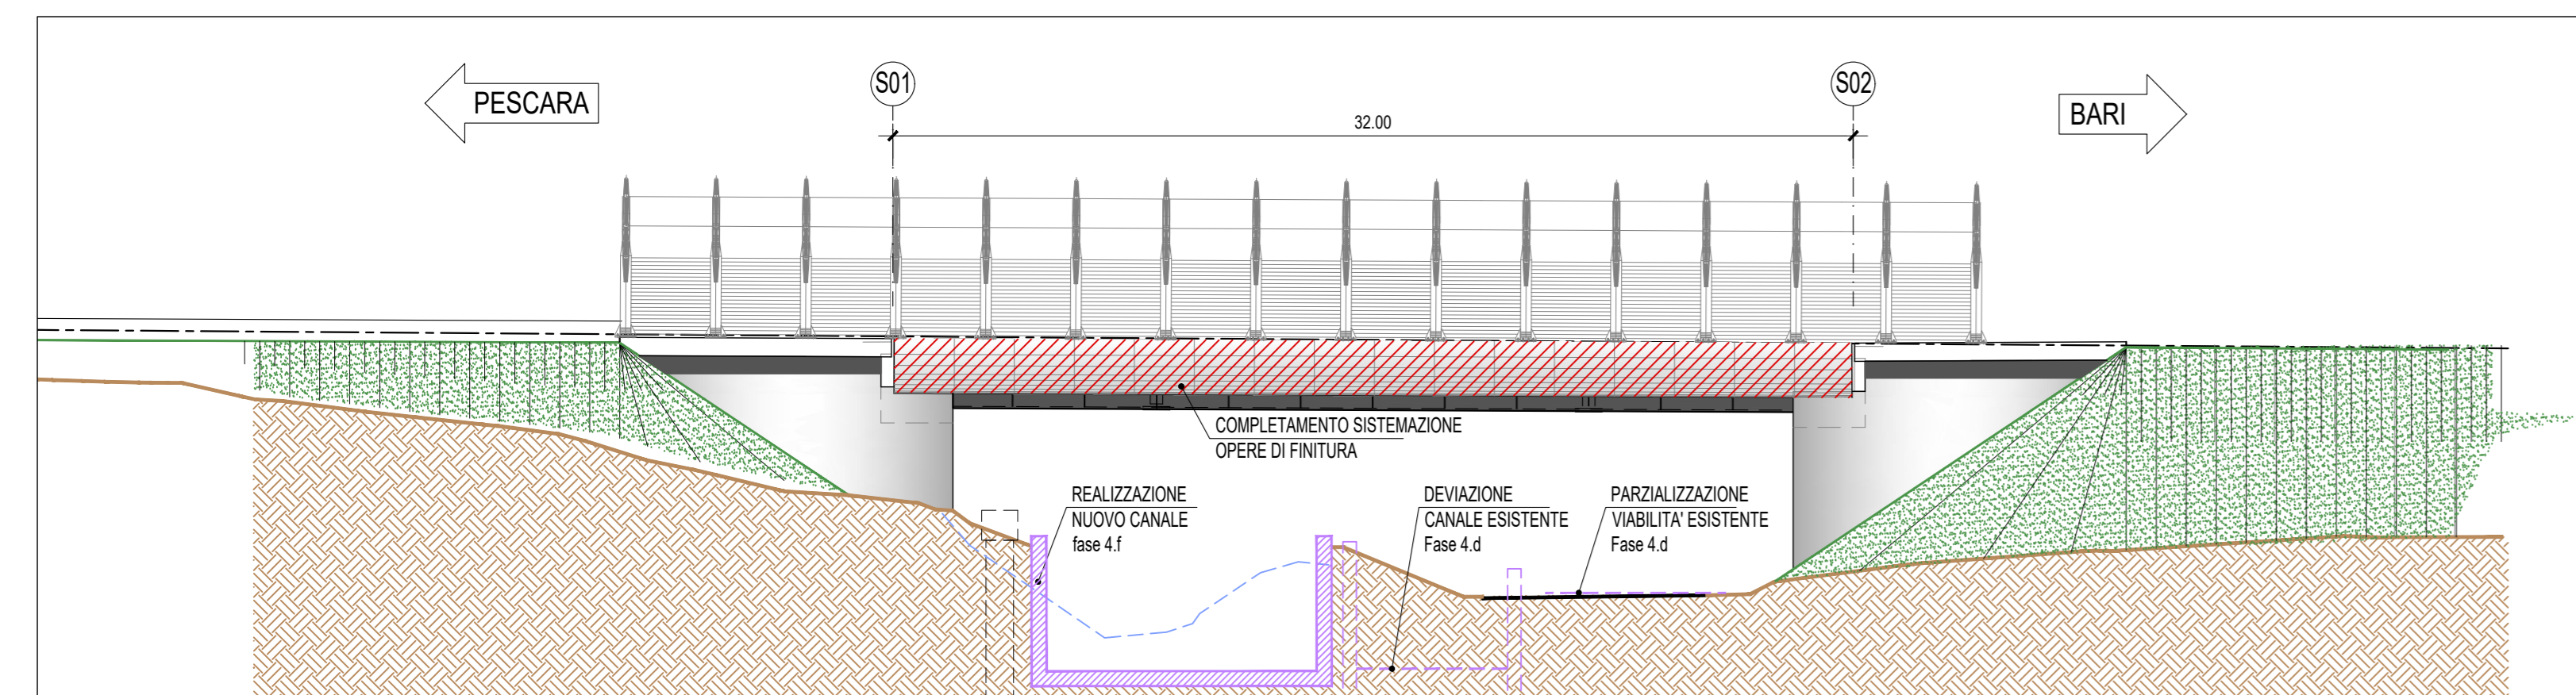 PESCARA
S01
32.00
S02
BARI
COMPLETAMENTO SISTEMAZIONE
OPERE DI FINITURA
REALIZZAZIONE
NUOVO CANALE
fase 4.f
DEVIAZIONE
CANALE ESISTENTE
Fase 4.d
PARZIALIZZAZIONE
VIABILITA' ESISTENTE
Fase 4.d